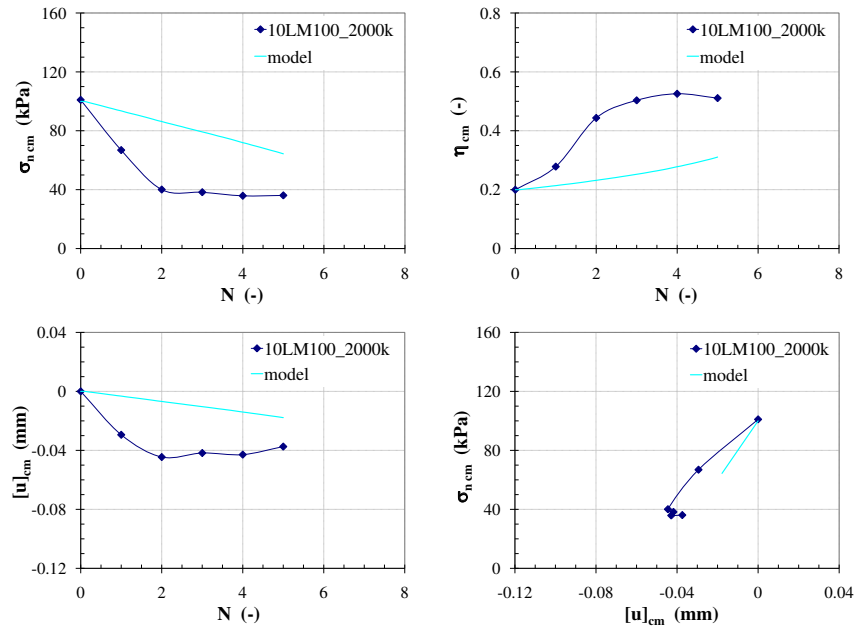 160
120
80
40
0
σn cm (kPa)
0 2 4 6 8
N (-)
10LM100_2000k
model
0.8
0.6
0.4
0.2
0
ηcm (-)
0 2 4 6 8
N (-)
10LM100_2000k
model
0.04
0
-0.04
-0.08
-0.12
[u]cm (mm)
0 2 4 6 8
N (-)
10LM100_2000k
model
160
120
80
40
0
σn cm (kPa)
-0.12 -0.08 -0.04 0 0.04
[u]cm (mm)
10LM100_2000k
model